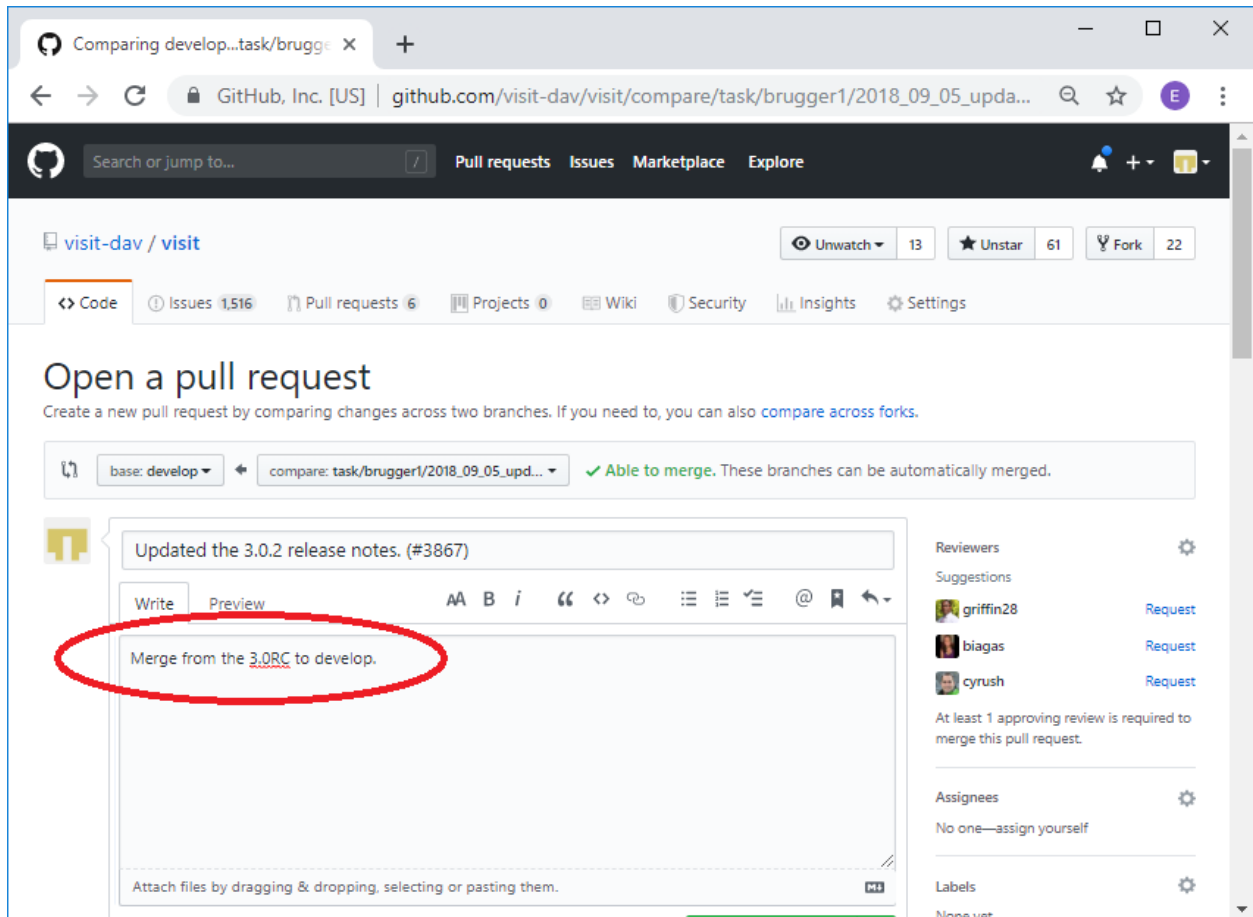 Comparing develop...task/brugge
GitHub, Inc. [US] | github.com/visit-dav/visit/compare/task/brugger1/2018_09_05_upda... E
Search or jump to... / Pull requests Issues Marketplace Explore
visit-dav / visit Unwatch 13 Unstar 61 Fork 22
Code Issues 1,516 Pull requests 6 Projects 0 Wiki Security Insights Settings
Open a pull request
Create a new pull request by comparing changes across two branches. If you need to, you can also compare across forks.
base: develop compare: task/brugger1/2018_09_05_upd... Able to merge. These branches can be automatically merged.
Updated the 3.0.2 release notes. (#3867)
Write Preview AA B i
Merge from the 3.0RC to develop.
Attach files by dragging & dropping, selecting or pasting them.
Reviewers
Suggestions
griffin28 Request
biagas Request
cyrush Request
At least 1 approving review is required to
merge this pull request.
Assignees
No one—assign yourself
Labels
None yet